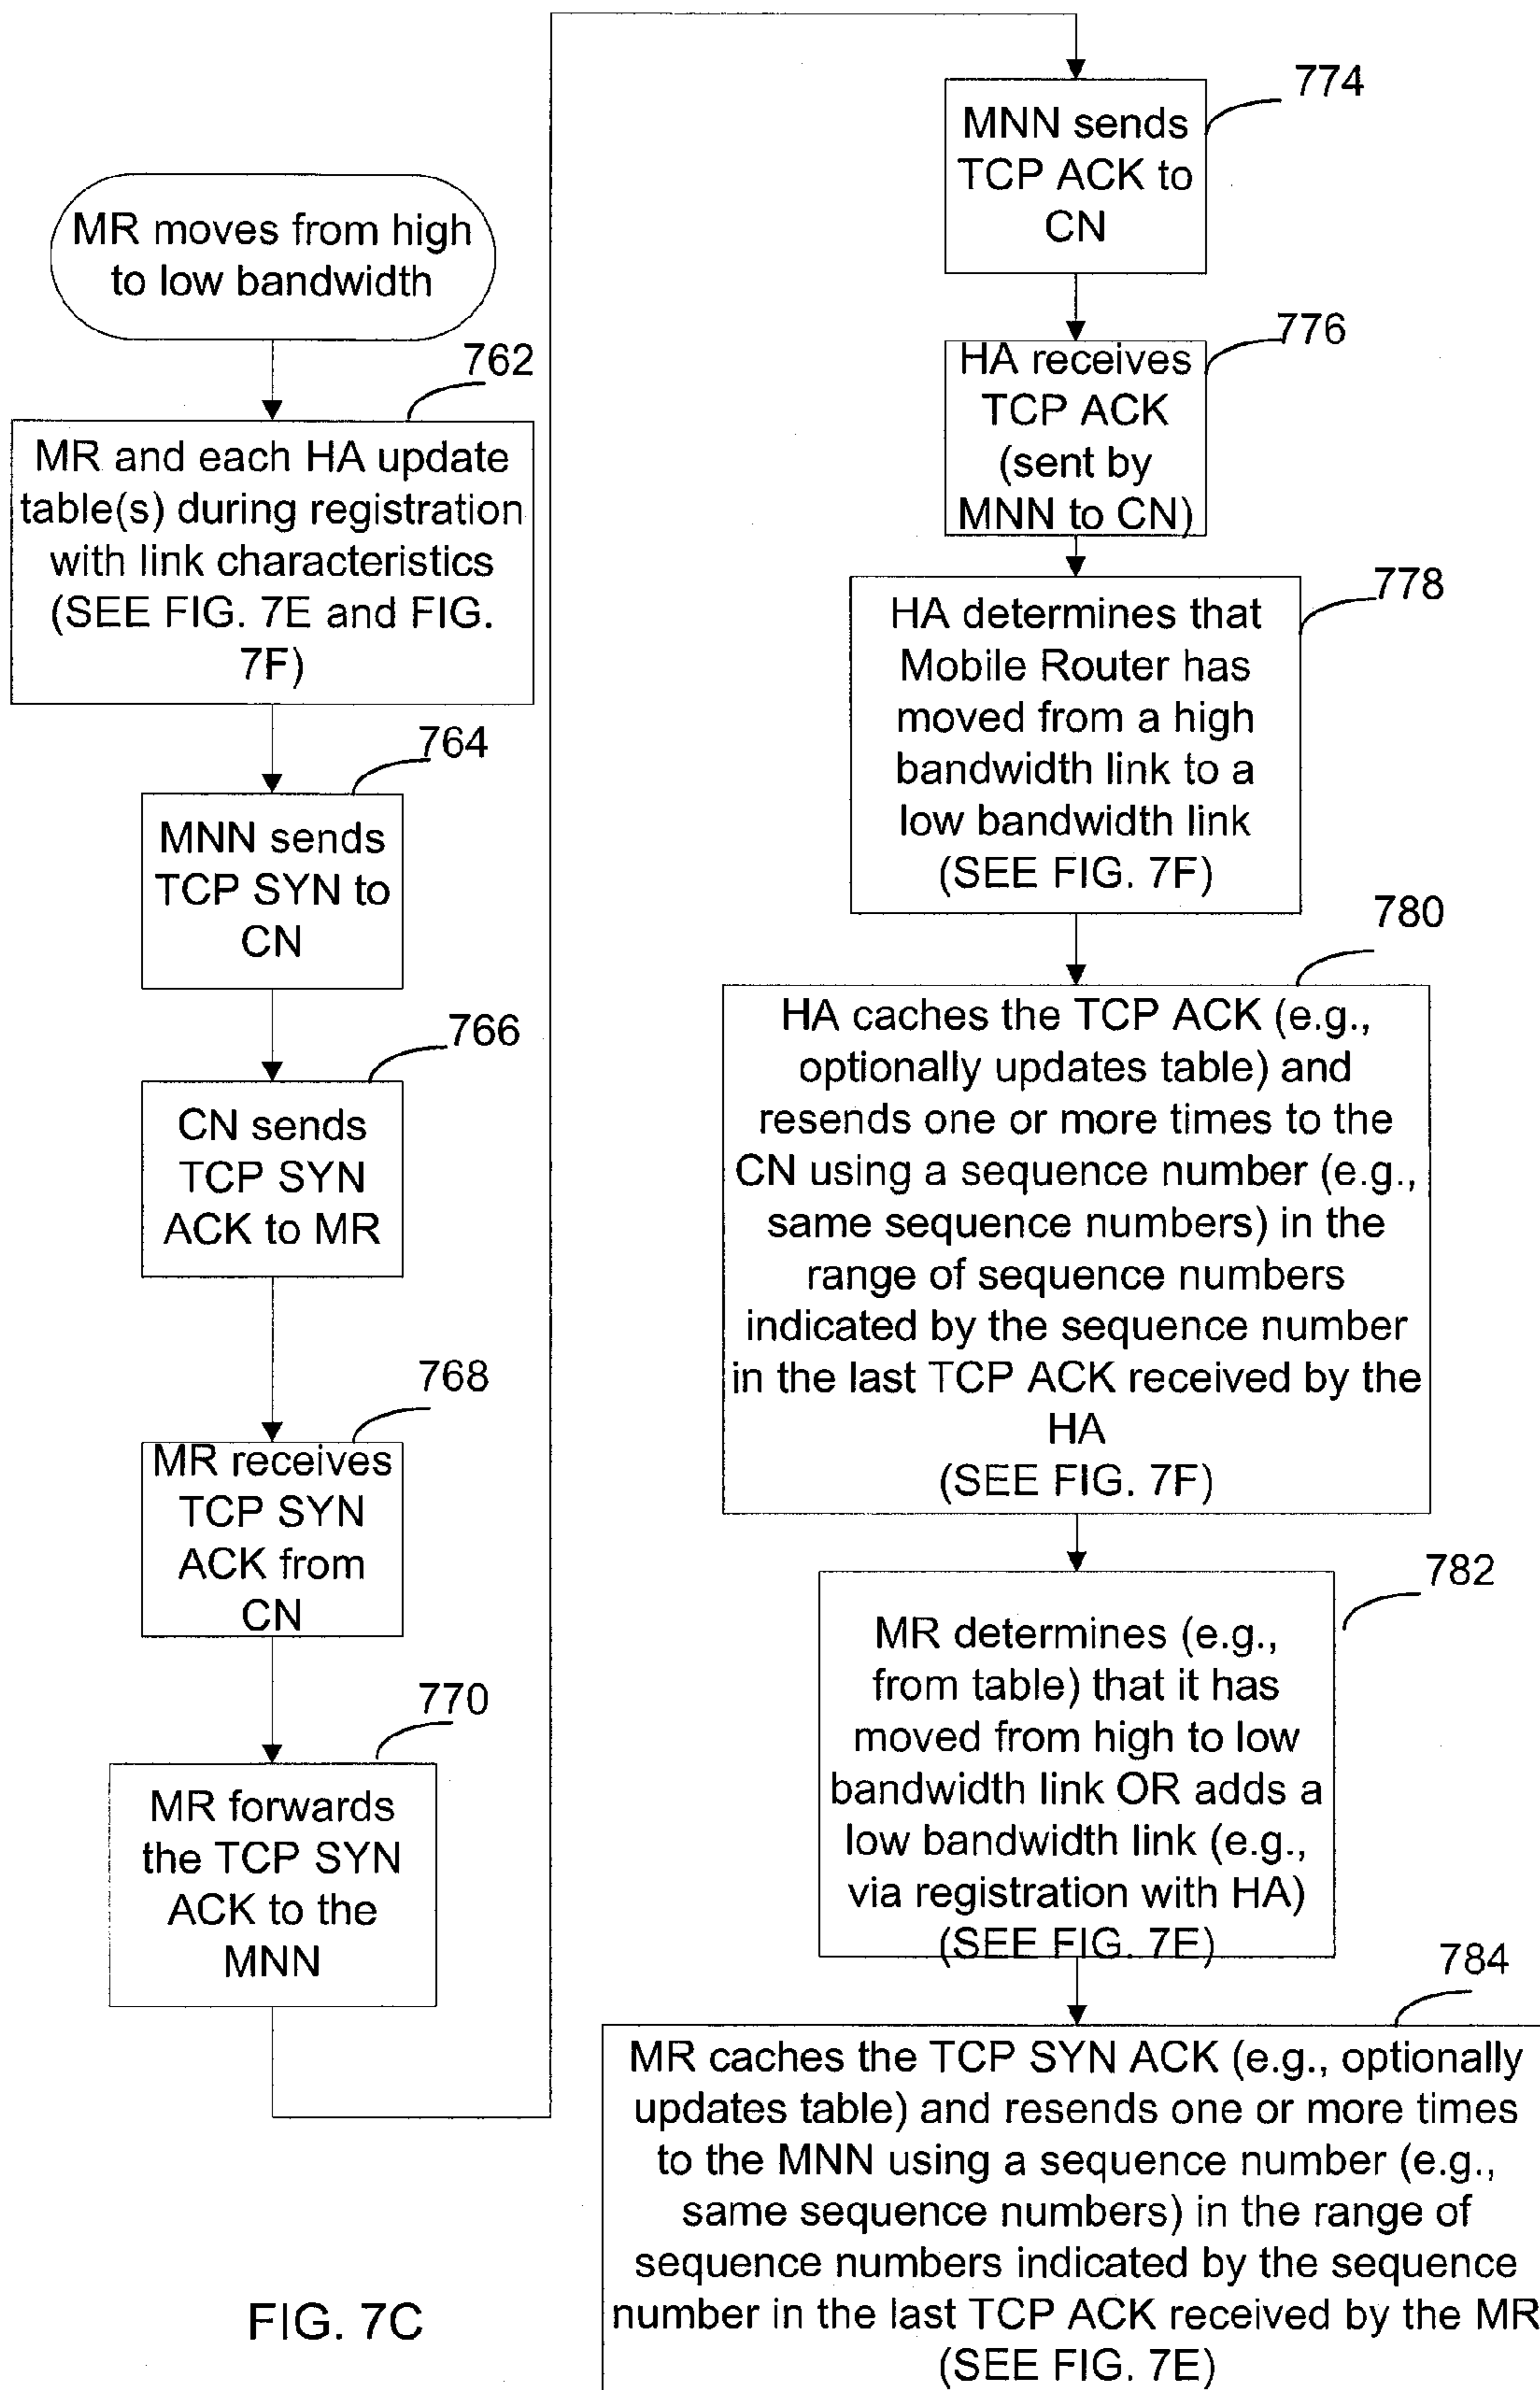 MR moves from high
to low bandwidth
762
MR and each HA update
table(s) during registration
with link characteristics
(SEE FIG. 7E and FIG.
7F)
764
MNN sends
TCP SYN to
CN
766
CN sends
TCP SYN
ACK to MR
768
MR receives
TCP SYN
ACK from
CN
770
MR forwards
the TCP SYN
ACK to the
MNN
774
MNN sends
TCP ACK to
CN
776
HA receives
TCP ACK
(sent by
MNN to CN)
778
HA determines that
Mobile Router has
moved from a high
bandwidth link to a
low bandwidth link
(SEE FIG. 7F)
780
HA caches the TCP ACK (e.g.,
optionally updates table) and
resends one or more times to the
CN using a sequence number (e.g.,
same sequence numbers) in the
range of sequence numbers
indicated by the sequence number
in the last TCP ACK received by the
HA
(SEE FIG. 7F)
782
MR determines (e.g.,
from table) that it has
moved from high to low
bandwidth link OR adds a
low bandwidth link (e.g.,
via registration with HA)
(SEE FIG. 7E)
784
MR caches the TCP SYN ACK (e.g., optionally
updates table) and resends one or more times
to the MNN using a sequence number (e.g.,
same sequence numbers) in the range of
sequence numbers indicated by the sequence
number in the last TCP ACK received by the MR
(SEE FIG. 7E)
FIG. 7C